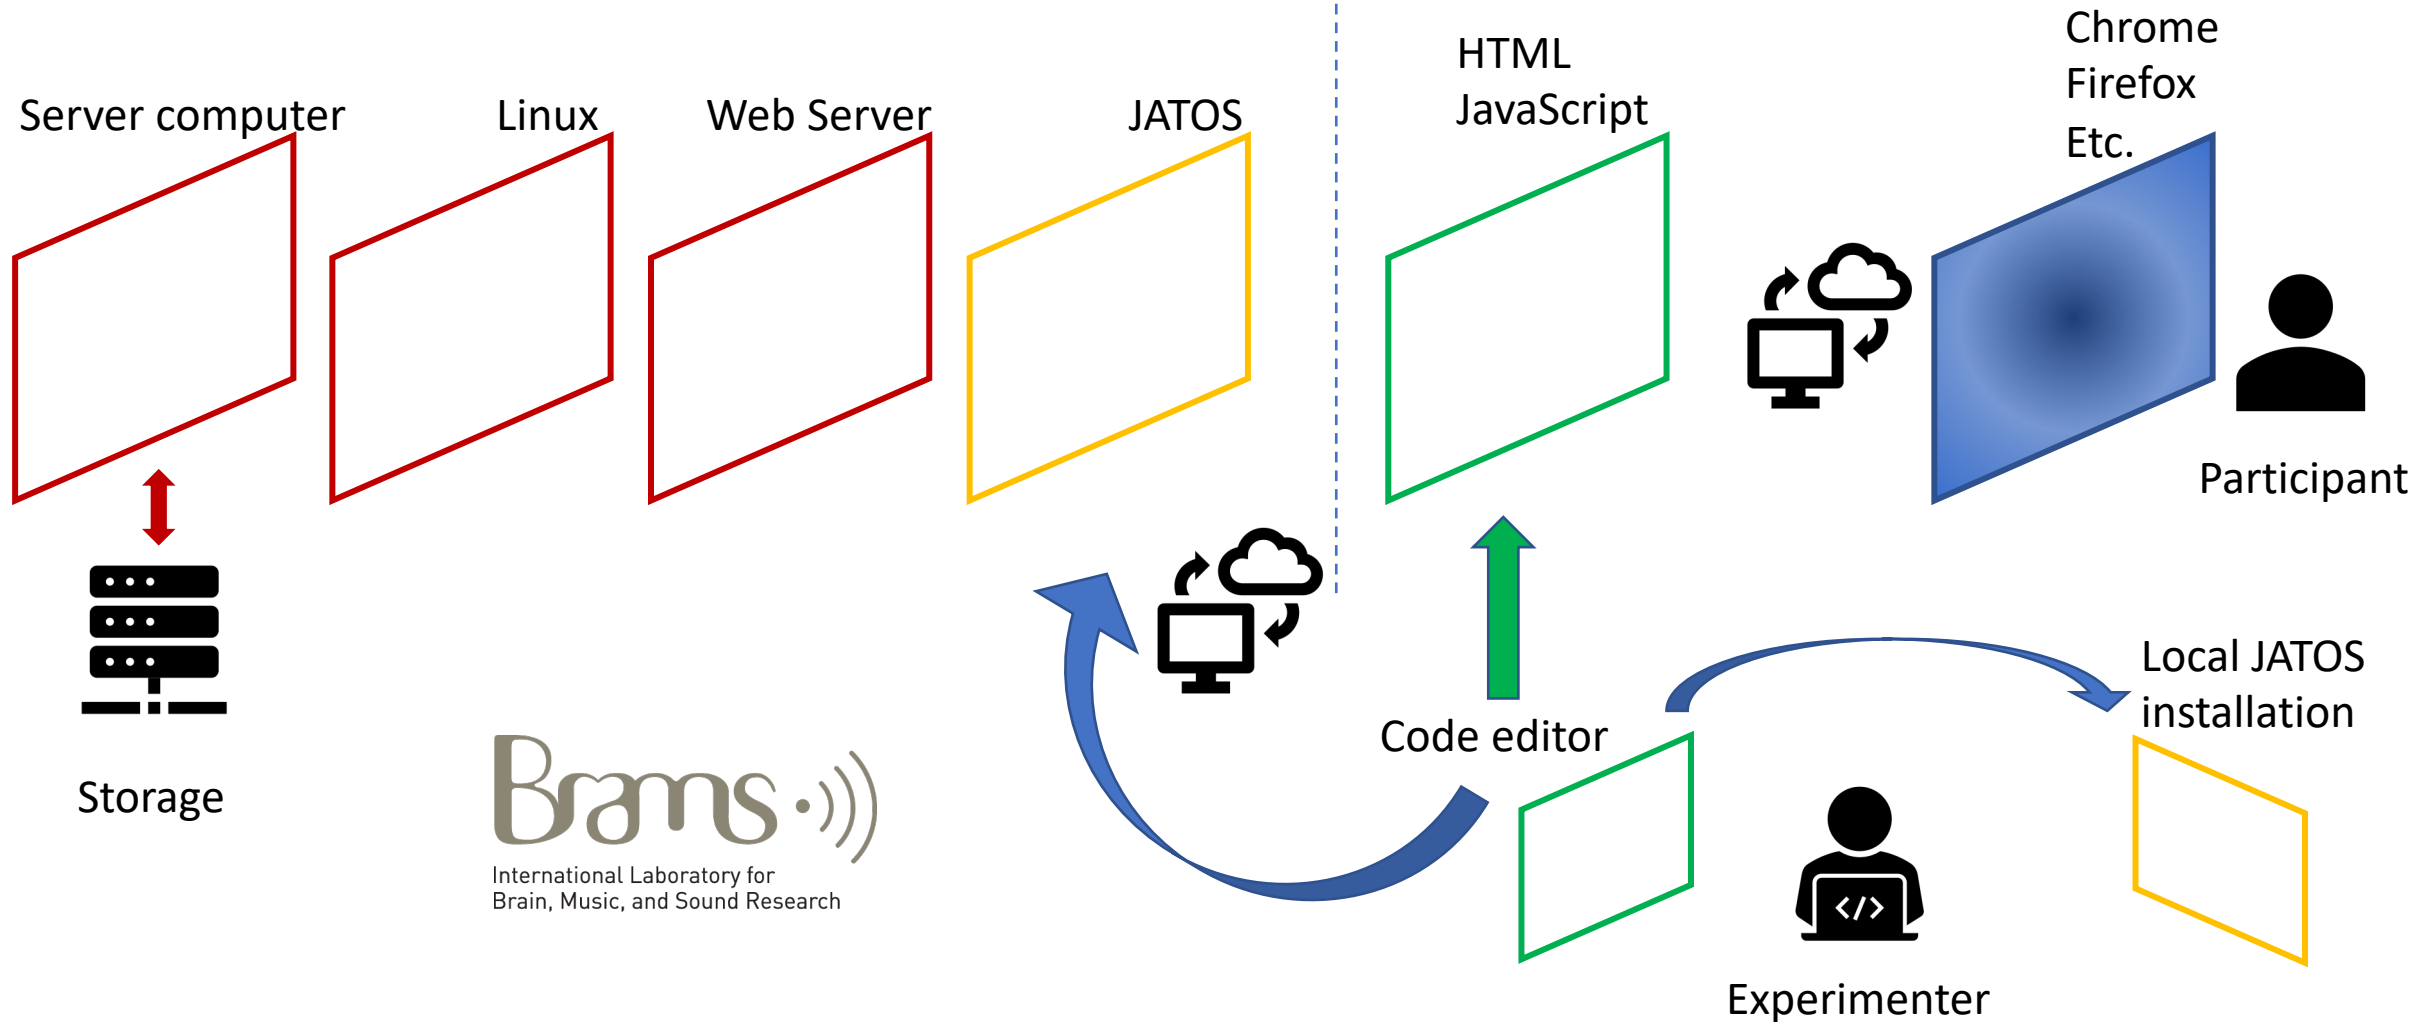 Server computer
Linux
Web Server
JATOS
HTML
JavaScript
Chrome
Firefox
Etc.
Participant
Storage
Brams
International Laboratory for
Brain, Music, and Sound Research
Code editor
Local JATOS
installation
</>
Experimenter